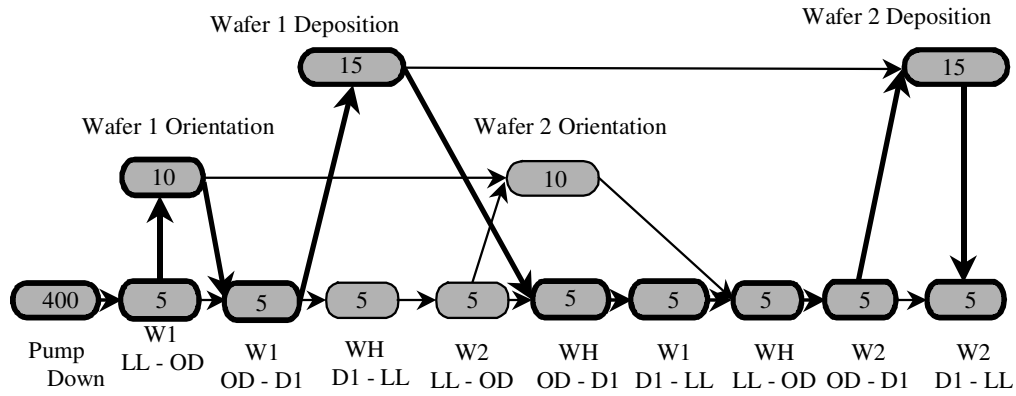 Wafer 1 Deposition
Wafer 2 Deposition
15
15
Wafer 1 Orientation
Wafer 2 Orientation
10
10
400
5
5
5
5
5
5
5
5
5
Pump
Down
W1
LL - OD
W1
OD - D1
WH
D1 - LL
W2
LL - OD
WH
OD - D1
W1
D1 - LL
WH
LL - OD
W2
OD - D1
W2
D1 - LL